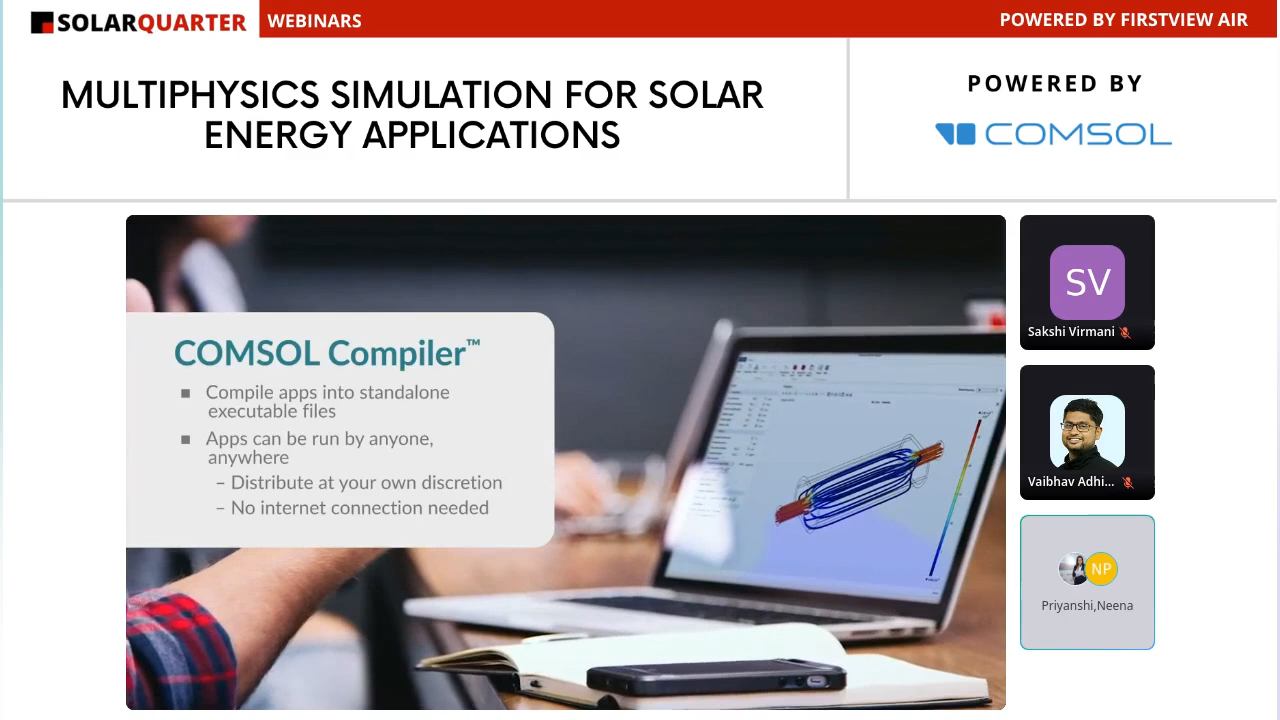 SOLARQUARTER WEBINARS
POWERED BY FIRSTVIEW AIR
MULTIPHYSICS SIMULATION FOR SOLAR
ENERGY APPLICATIONS
POWERED BY
COMSOL
COMSOL Compiler™
■ Compile apps into standalone
executable files
■ Apps can be run by anyone,
anywhere
– Distribute at your own discretion
– No internet connection needed
SV
Sakshi Virmani
Vaibhav Adhi...
NP
Priyanshi,Neena